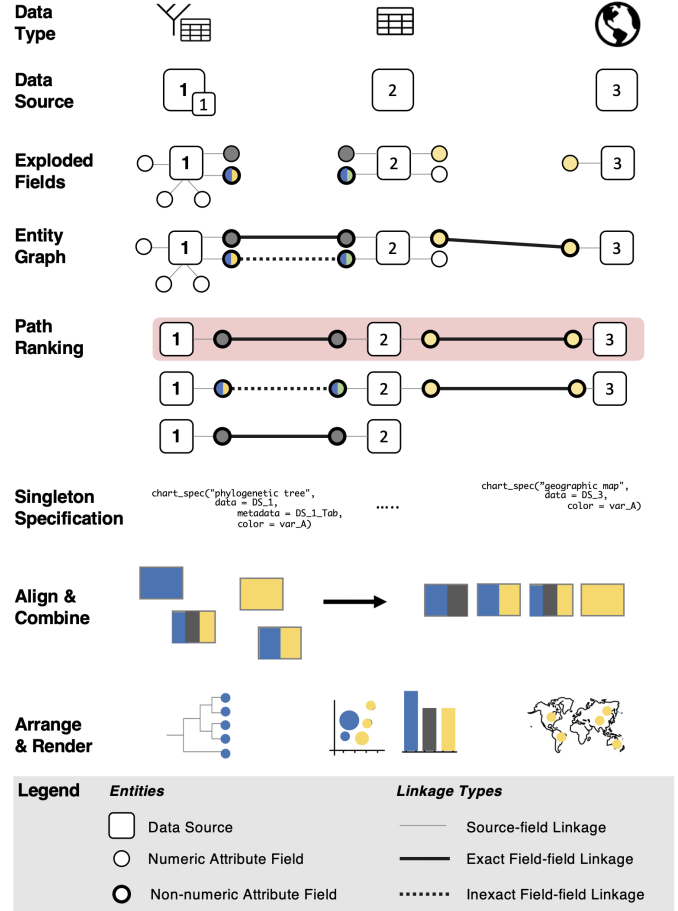 Data
Type
Data
Source
1
1
2
3
Exploded
Fields
1
2
3
Entity
Graph
1
2
3
Path
Ranking
1
2
3
1
2
3
1
2
Singleton
Specification
chart_spec("phylogenetic tree",
data = DS_1,
metadata = DS_1_Tab,
color = var_A)
.....
chart_spec("geographic map",
data = DS_3,
color = var_A)
Align &
Combine
Arrange
& Render
Legend
Entities
Linkage Types
Data Source
Source-field Linkage
Numeric Attribute Field
Exact Field-field Linkage
Non-numeric Attribute Field
Inexact Field-field Linkage